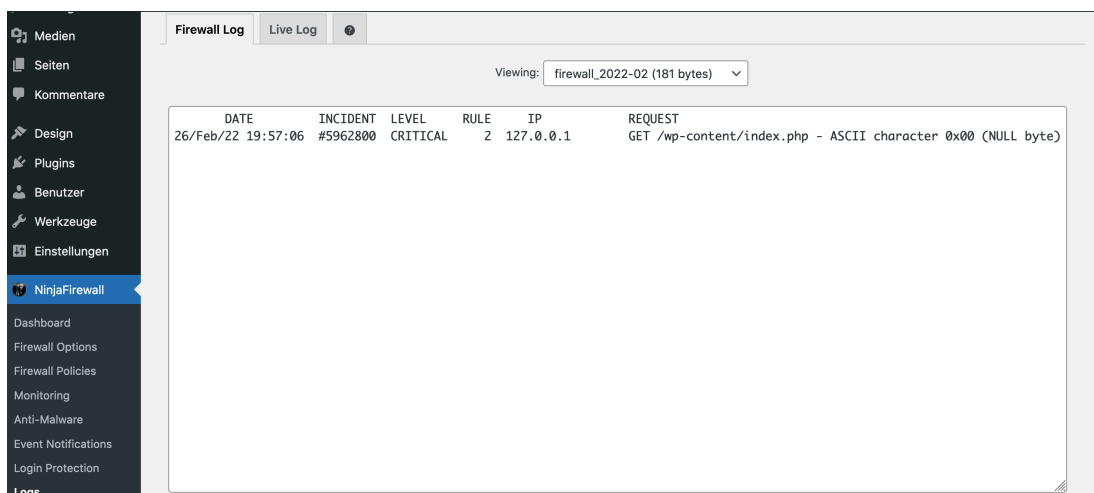 Medien
Seiten
Kommentare
Design
Plugins
Benutzer
Werkzeuge
Einstellungen
NinjaFirewall
Dashboard
Firewall Options
Firewall Policies
Monitoring
Anti-Malware
Event Notifications
Login Protection
Logs
Firewall Log Live Log ?
Viewing: firewall_2022-02 (181 bytes)
DATE INCIDENT LEVEL RULE IP REQUEST
26/Feb/22 19:57:06 #5962800 CRITICAL 2 127.0.0.1 GET /wp-content/index.php - ASCII character 0x00 (NULL byte)